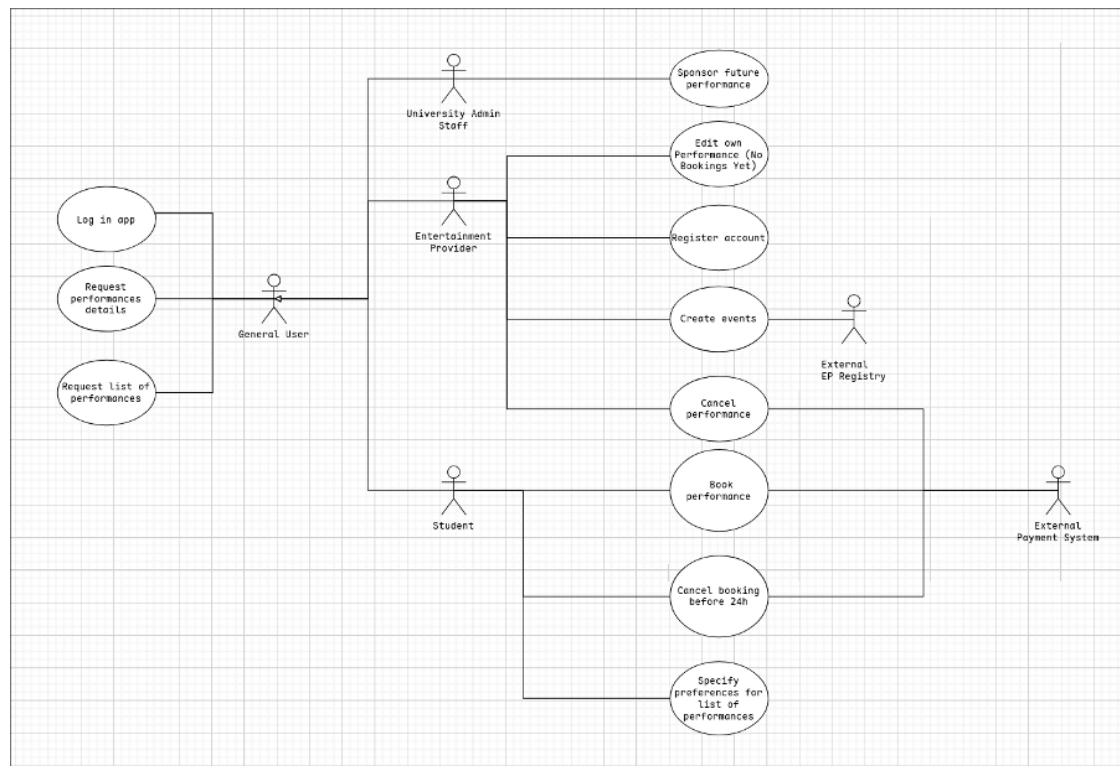 Sponsor future
performance
University Admin
Staff
Edit own
Performance (No
Bookings Yet)
Log in app
Entertainment
Provider
Register account
Request
performances
details
General User
Create events
External
EP Registry
Request list of
performances
Cancel
performance
Book
performance
Student
External
Payment System
Cancel booking
before 24h
Specify
preferences for
list of
performances